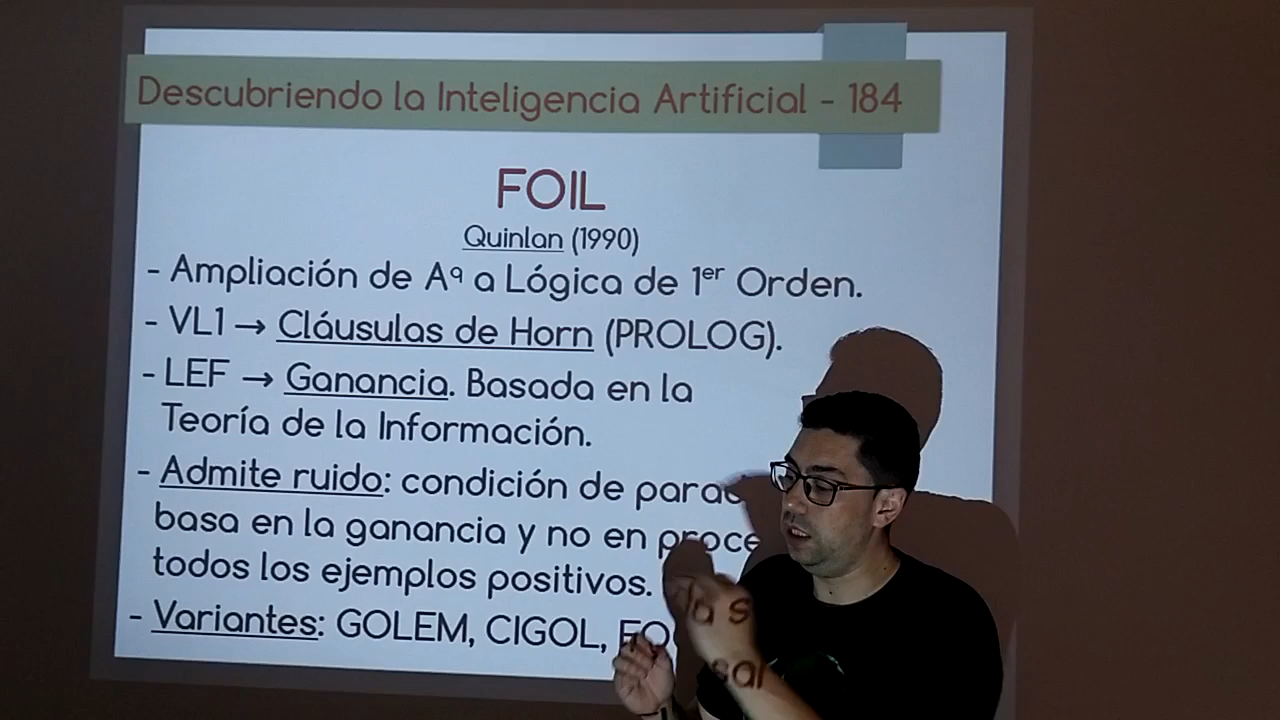 Descubriendo la Inteligencia Artificial - 184
FOIL
Quinlan (1990)
- Ampliación de Aq a Lógica de 1er Orden.
- VL1 → Cláusulas de Horn (PROLOG).
- LEF → Ganancia. Basada en la
Teoría de la Información.
- Admite ruido: condición de
basa en la ganancia y no en
todos los ejemplos positivos.
- Variantes: GOLEM, CIGOL,